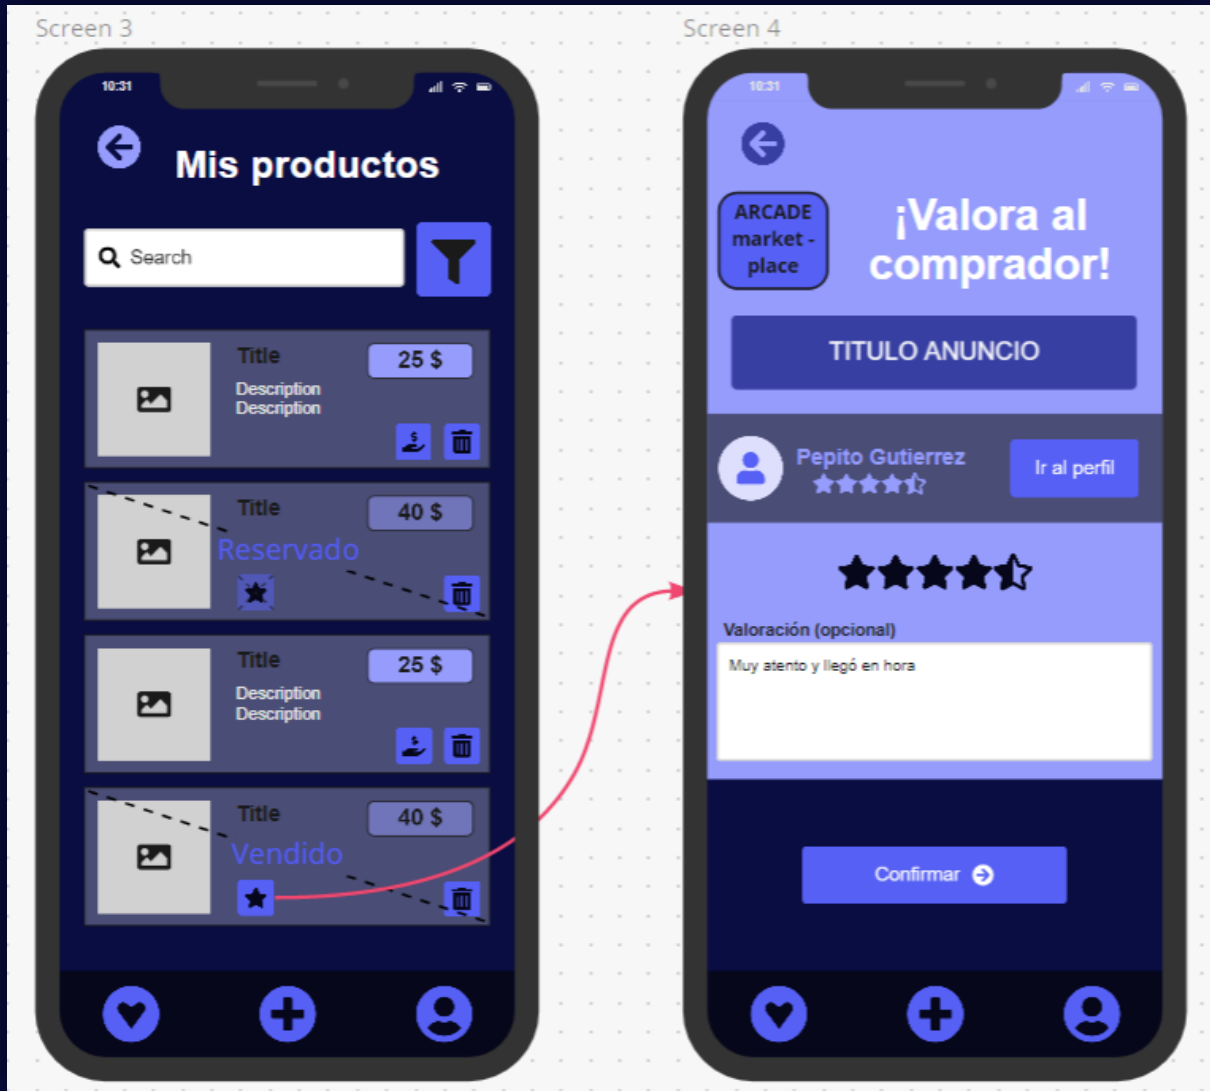 Screen 3
10:31
Mis productos
Search
Title
25 $
Description
Description
$
Title
40 $
Reservado
Title
25 $
Description
Description
$
Title
40 $
Vendido
Screen 4
10:31
ARCADE
market -
place
¡Valora al
comprador!
TITULO ANUNCIO
Pepito Gutierrez
Ir al perfil
Valoración (opcional)
Muy atento y llegó en hora
Confirmar